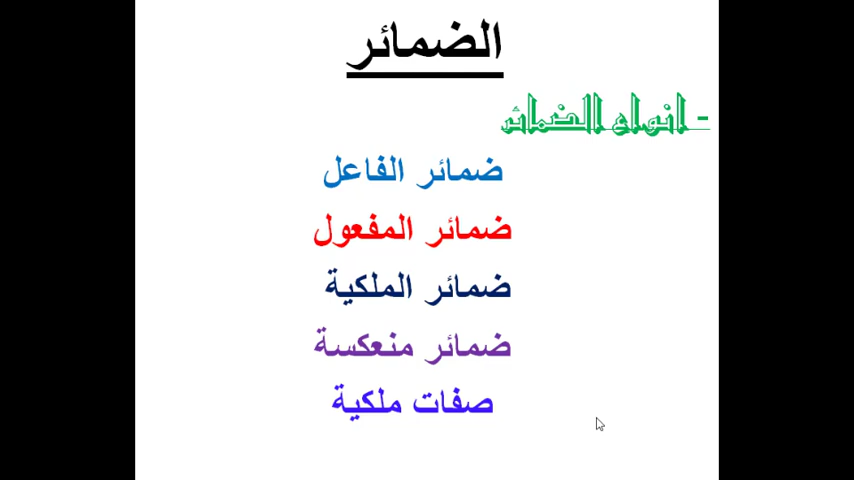 الضمائر
- انواع الضمائر
ضمائر الفاعل
ضمائر المفعول
ضمائر الملكية
ضمائر منعكسة
صفات ملكية